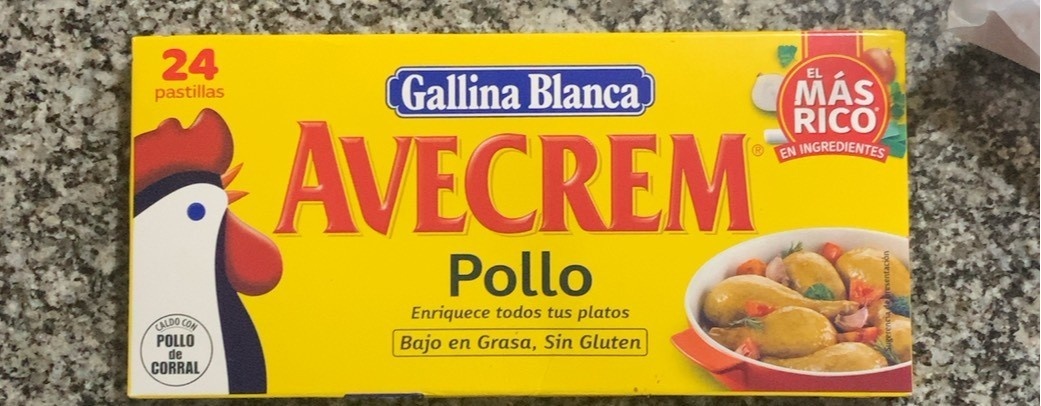 24
pastillas
Gallina Blanca
AVECREM®
Pollo
Enriquece todos tus platos
Bajo en Grasa, Sin Gluten
EL
MÁS
RICO
EN INGREDIENTES
CALDO CON
POLLO
de
CORRAL